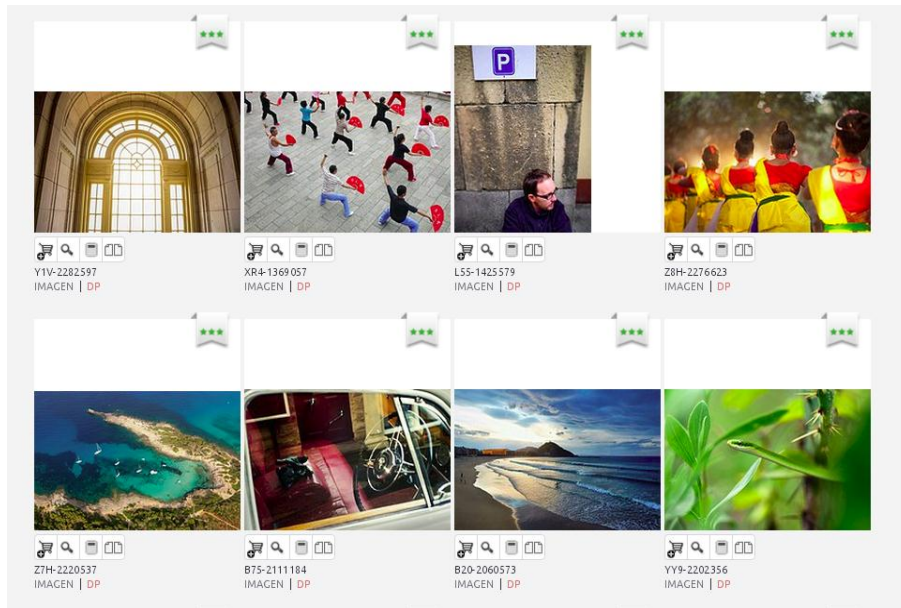 P
Y1V-2282597
IMAGEN | DP
XR4-1369057
IMAGEN | DP
L55-1425579
IMAGEN | DP
Z8H-2276623
IMAGEN | DP
Z7H-2220537
IMAGEN | DP
B75-2111184
IMAGEN | DP
B20-2060573
IMAGEN | DP
YY9-2202356
IMAGEN | DP